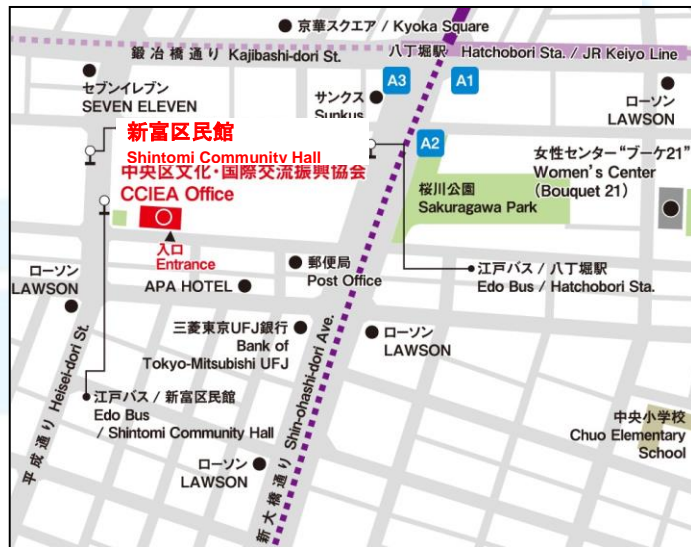 京華スクエア / Kyoka Square
鍛冶橋通り Kajibashi-dori St.
八丁堀駅 Hatchobori Sta. / JR Keiyo Line
セブンイレブン
SEVEN ELEVEN
サンクス
Sunkus
A3
A1
ローソン
LAWSON
新富区民館
Shintomi Community Hall
中央区文化・国際交流振興協会
CCIEA Office
A2
女性センター“ブーケ21”
Women's Center
(Bouquet 21)
桜川公園
Sakuragawa Park
入口
Entrance
郵便局
Post Office
江戸バス / 八丁堀駅
Edo Bus / Hatchobori Sta.
ローソン
LAWSON
APA HOTEL
三菱東京UFJ銀行
Bank of
Tokyo-Mitsubishi UFJ
ローソン
LAWSON
江戸バス / 新富区民館
Edo Bus
/ Shintomi Community Hall
中央小学校
Chuo Elementary
School
ローソン
LAWSON
平成通り Heisei-dori St.
新大橋通り Shin-ohashi-dori Ave.